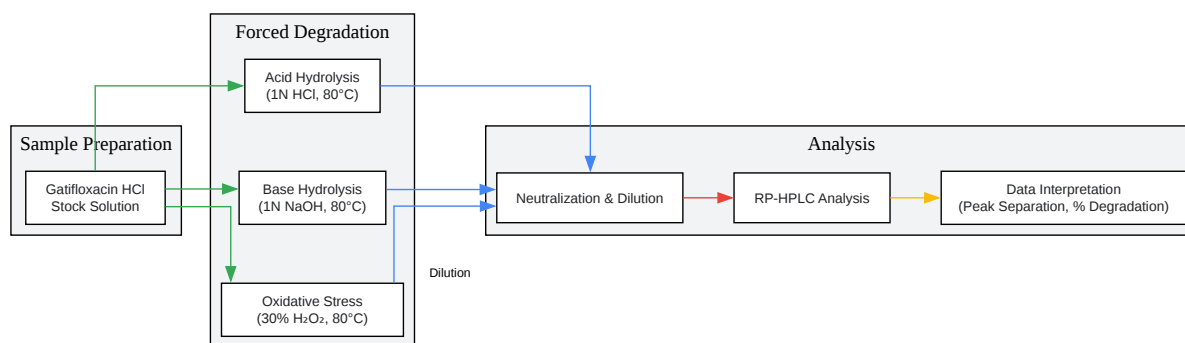 Forced Degradation
Acid Hydrolysis
(1N HCl, 80°C)
Sample Preparation
Gatifloxacin HCl
Stock Solution
Base Hydrolysis
(1N NaOH, 80°C)
Oxidative Stress
(30% H₂O₂, 80°C)
Dilution
Analysis
Neutralization & Dilution
RP-HPLC Analysis
Data Interpretation
(Peak Separation, % Degradation)